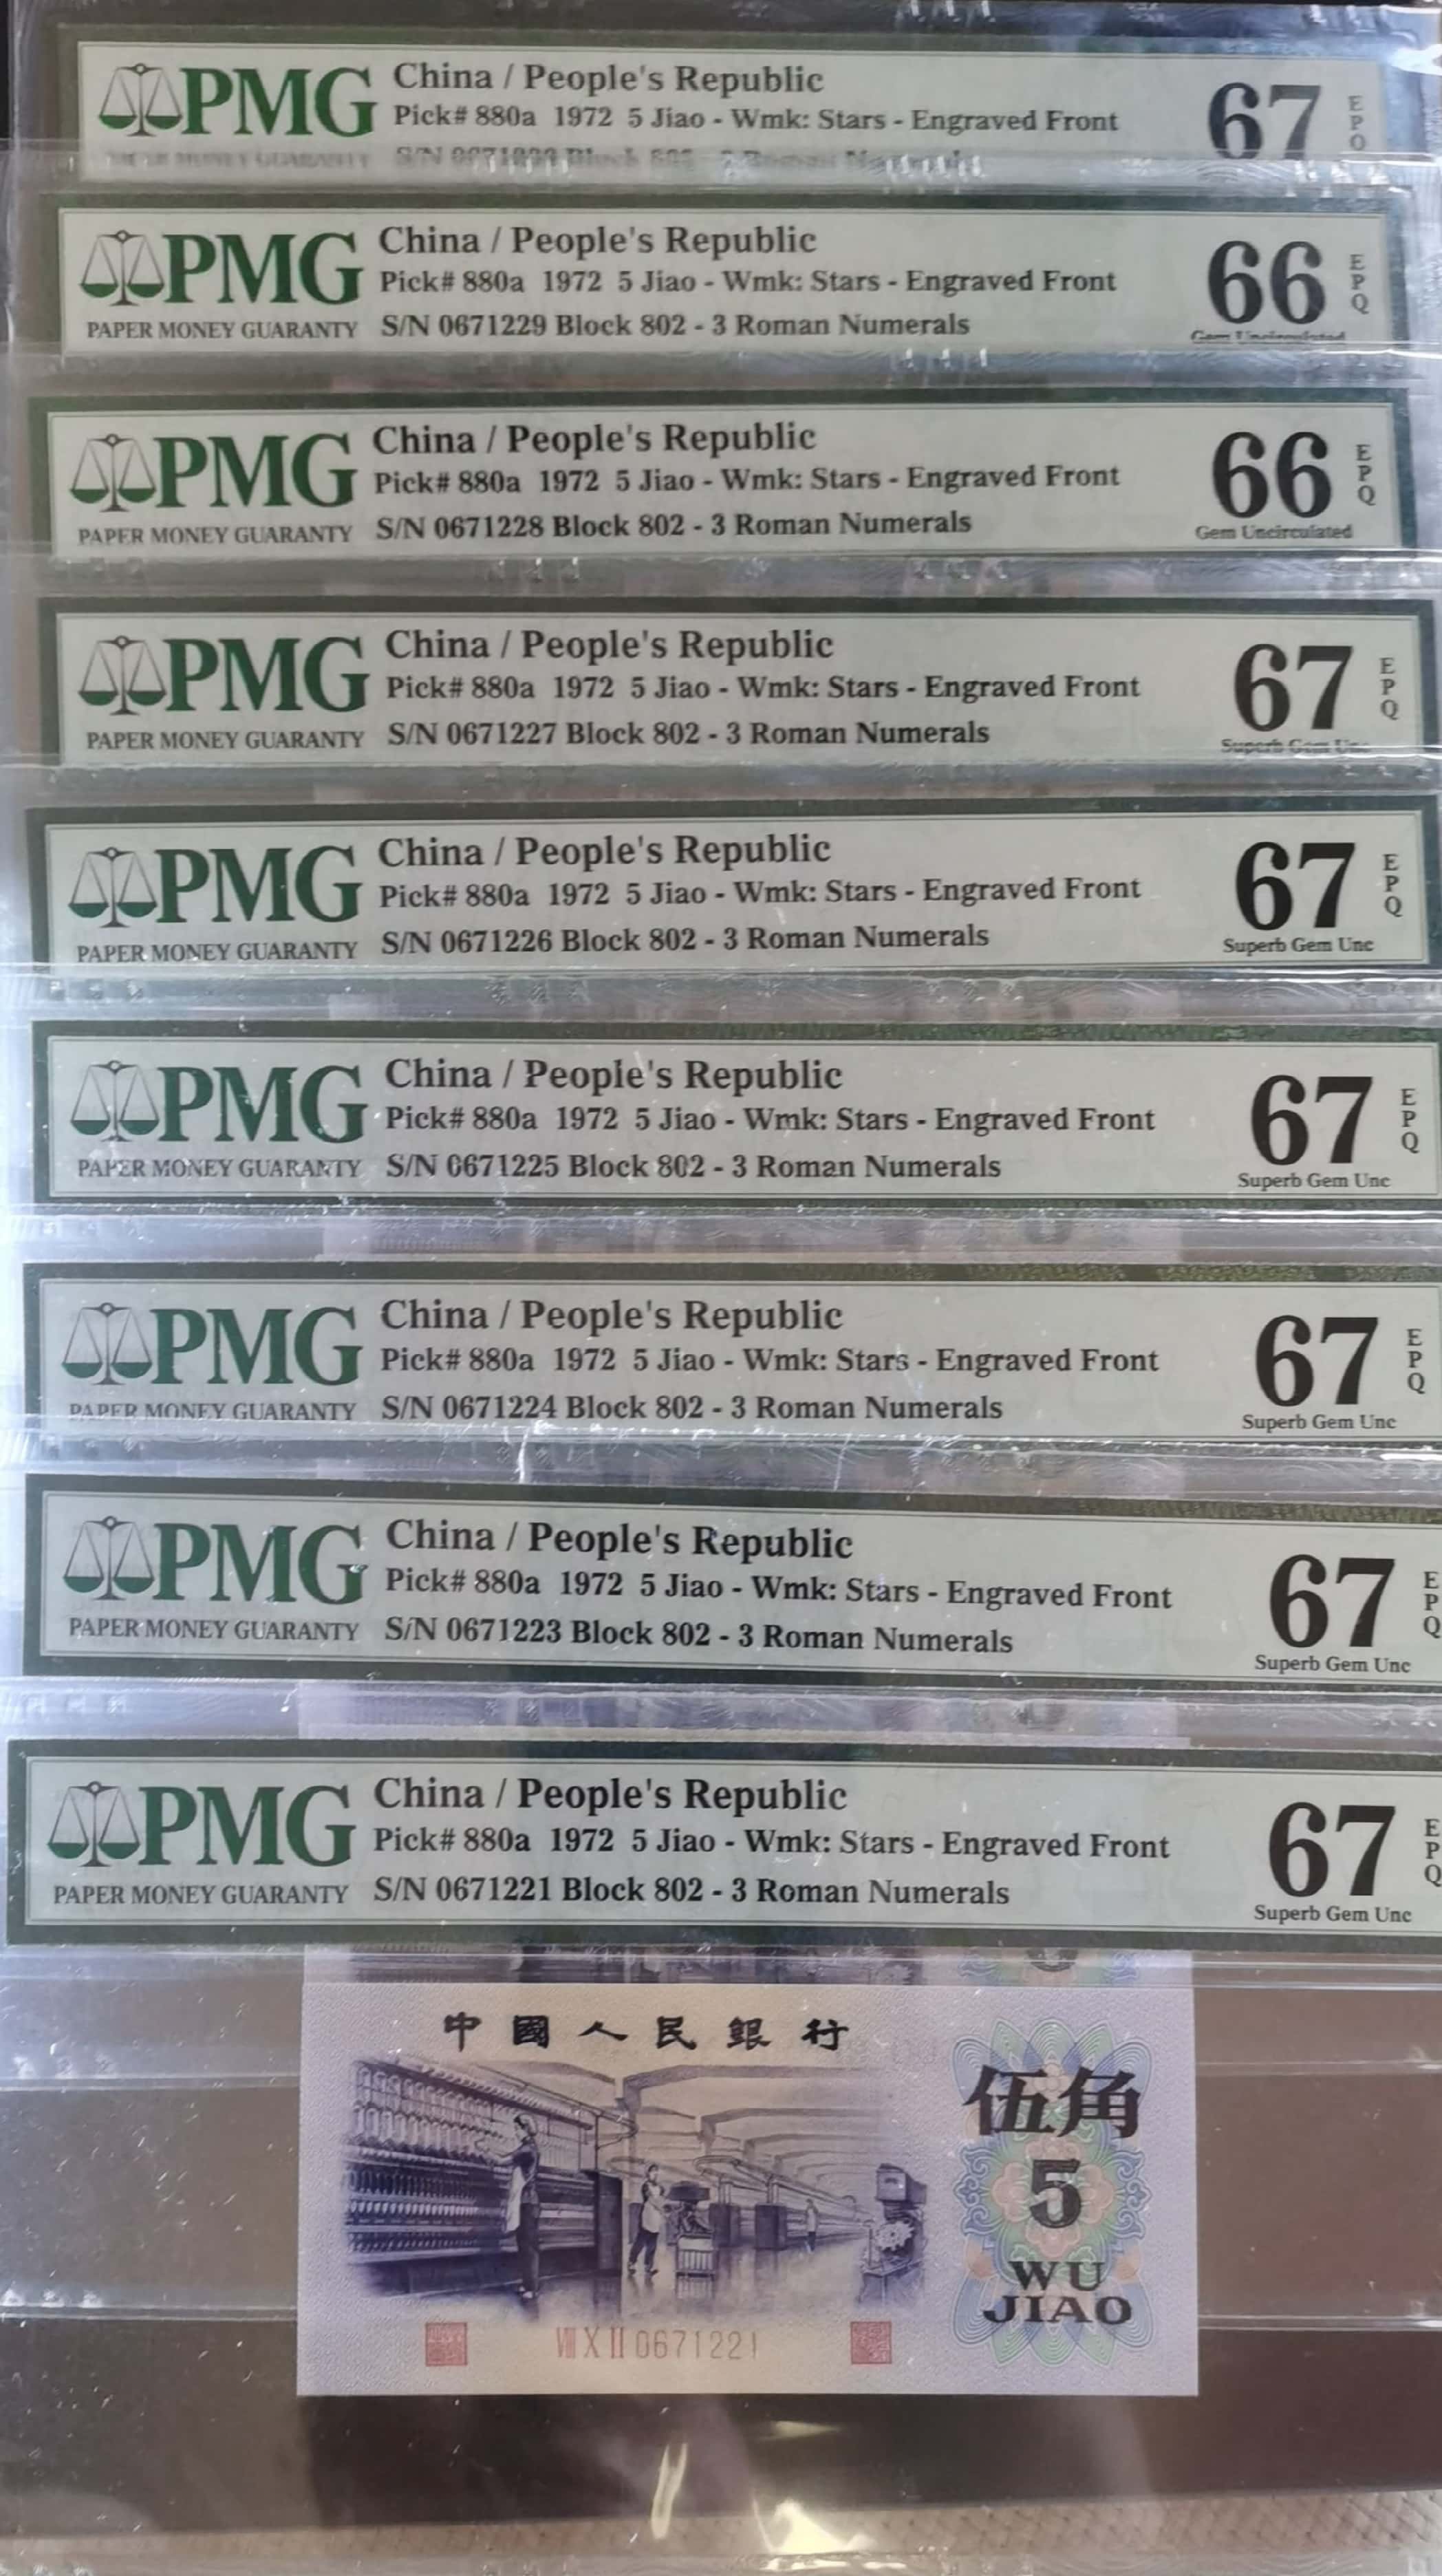 PMG
China / People's Republic
Pick# 880a 1972 5 Jiao - Wmk: Stars - Engraved Front
67
EPQ
PMG
PAPER MONEY GUARANTY
China / People's Republic
Pick# 880a 1972 5 Jiao - Wmk: Stars - Engraved Front
S/N 0671229 Block 802 - 3 Roman Numerals
66
EPQ
Gem Uncirculated
PMG
PAPER MONEY GUARANTY
China / People's Republic
Pick# 880a 1972 5 Jiao - Wmk: Stars - Engraved Front
S/N 0671228 Block 802 - 3 Roman Numerals
66
EPQ
Gem Uncirculated
PMG
PAPER MONEY GUARANTY
China / People's Republic
Pick# 880a 1972 5 Jiao - Wmk: Stars - Engraved Front
S/N 0671227 Block 802 - 3 Roman Numerals
67
EPQ
Superb Gem Unc
PMG
PAPER MONEY GUARANTY
China / People's Republic
Pick# 880a 1972 5 Jiao - Wmk: Stars - Engraved Front
S/N 0671226 Block 802 - 3 Roman Numerals
67
EPQ
Superb Gem Unc
PMG
PAPER MONEY GUARANTY
China / People's Republic
Pick# 880a 1972 5 Jiao - Wmk: Stars - Engraved Front
S/N 0671225 Block 802 - 3 Roman Numerals
67
EPQ
Superb Gem Unc
PMG
PAPER MONEY GUARANTY
China / People's Republic
Pick# 880a 1972 5 Jiao - Wmk: Stars - Engraved Front
S/N 0671224 Block 802 - 3 Roman Numerals
67
EPQ
Superb Gem Unc
PMG
PAPER MONEY GUARANTY
China / People's Republic
Pick# 880a 1972 5 Jiao - Wmk: Stars - Engraved Front
S/N 0671223 Block 802 - 3 Roman Numerals
67
EPQ
Superb Gem Unc
PMG
PAPER MONEY GUARANTY
China / People's Republic
Pick# 880a 1972 5 Jiao - Wmk: Stars - Engraved Front
S/N 0671221 Block 802 - 3 Roman Numerals
67
EPQ
Superb Gem Unc
中國人民銀行
伍角
5
WU
JIAO
VIII X II 0671221